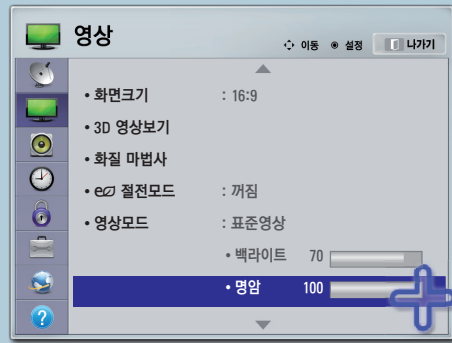 영상
이동 설정 나가기
• 화면크기 : 16:9
• 3D 영상보기
• 화질 마법사
• e 절전모드 : 꺼짐
• 영상모드 : 표준영상
• 백라이트 70
• 명암 100
?